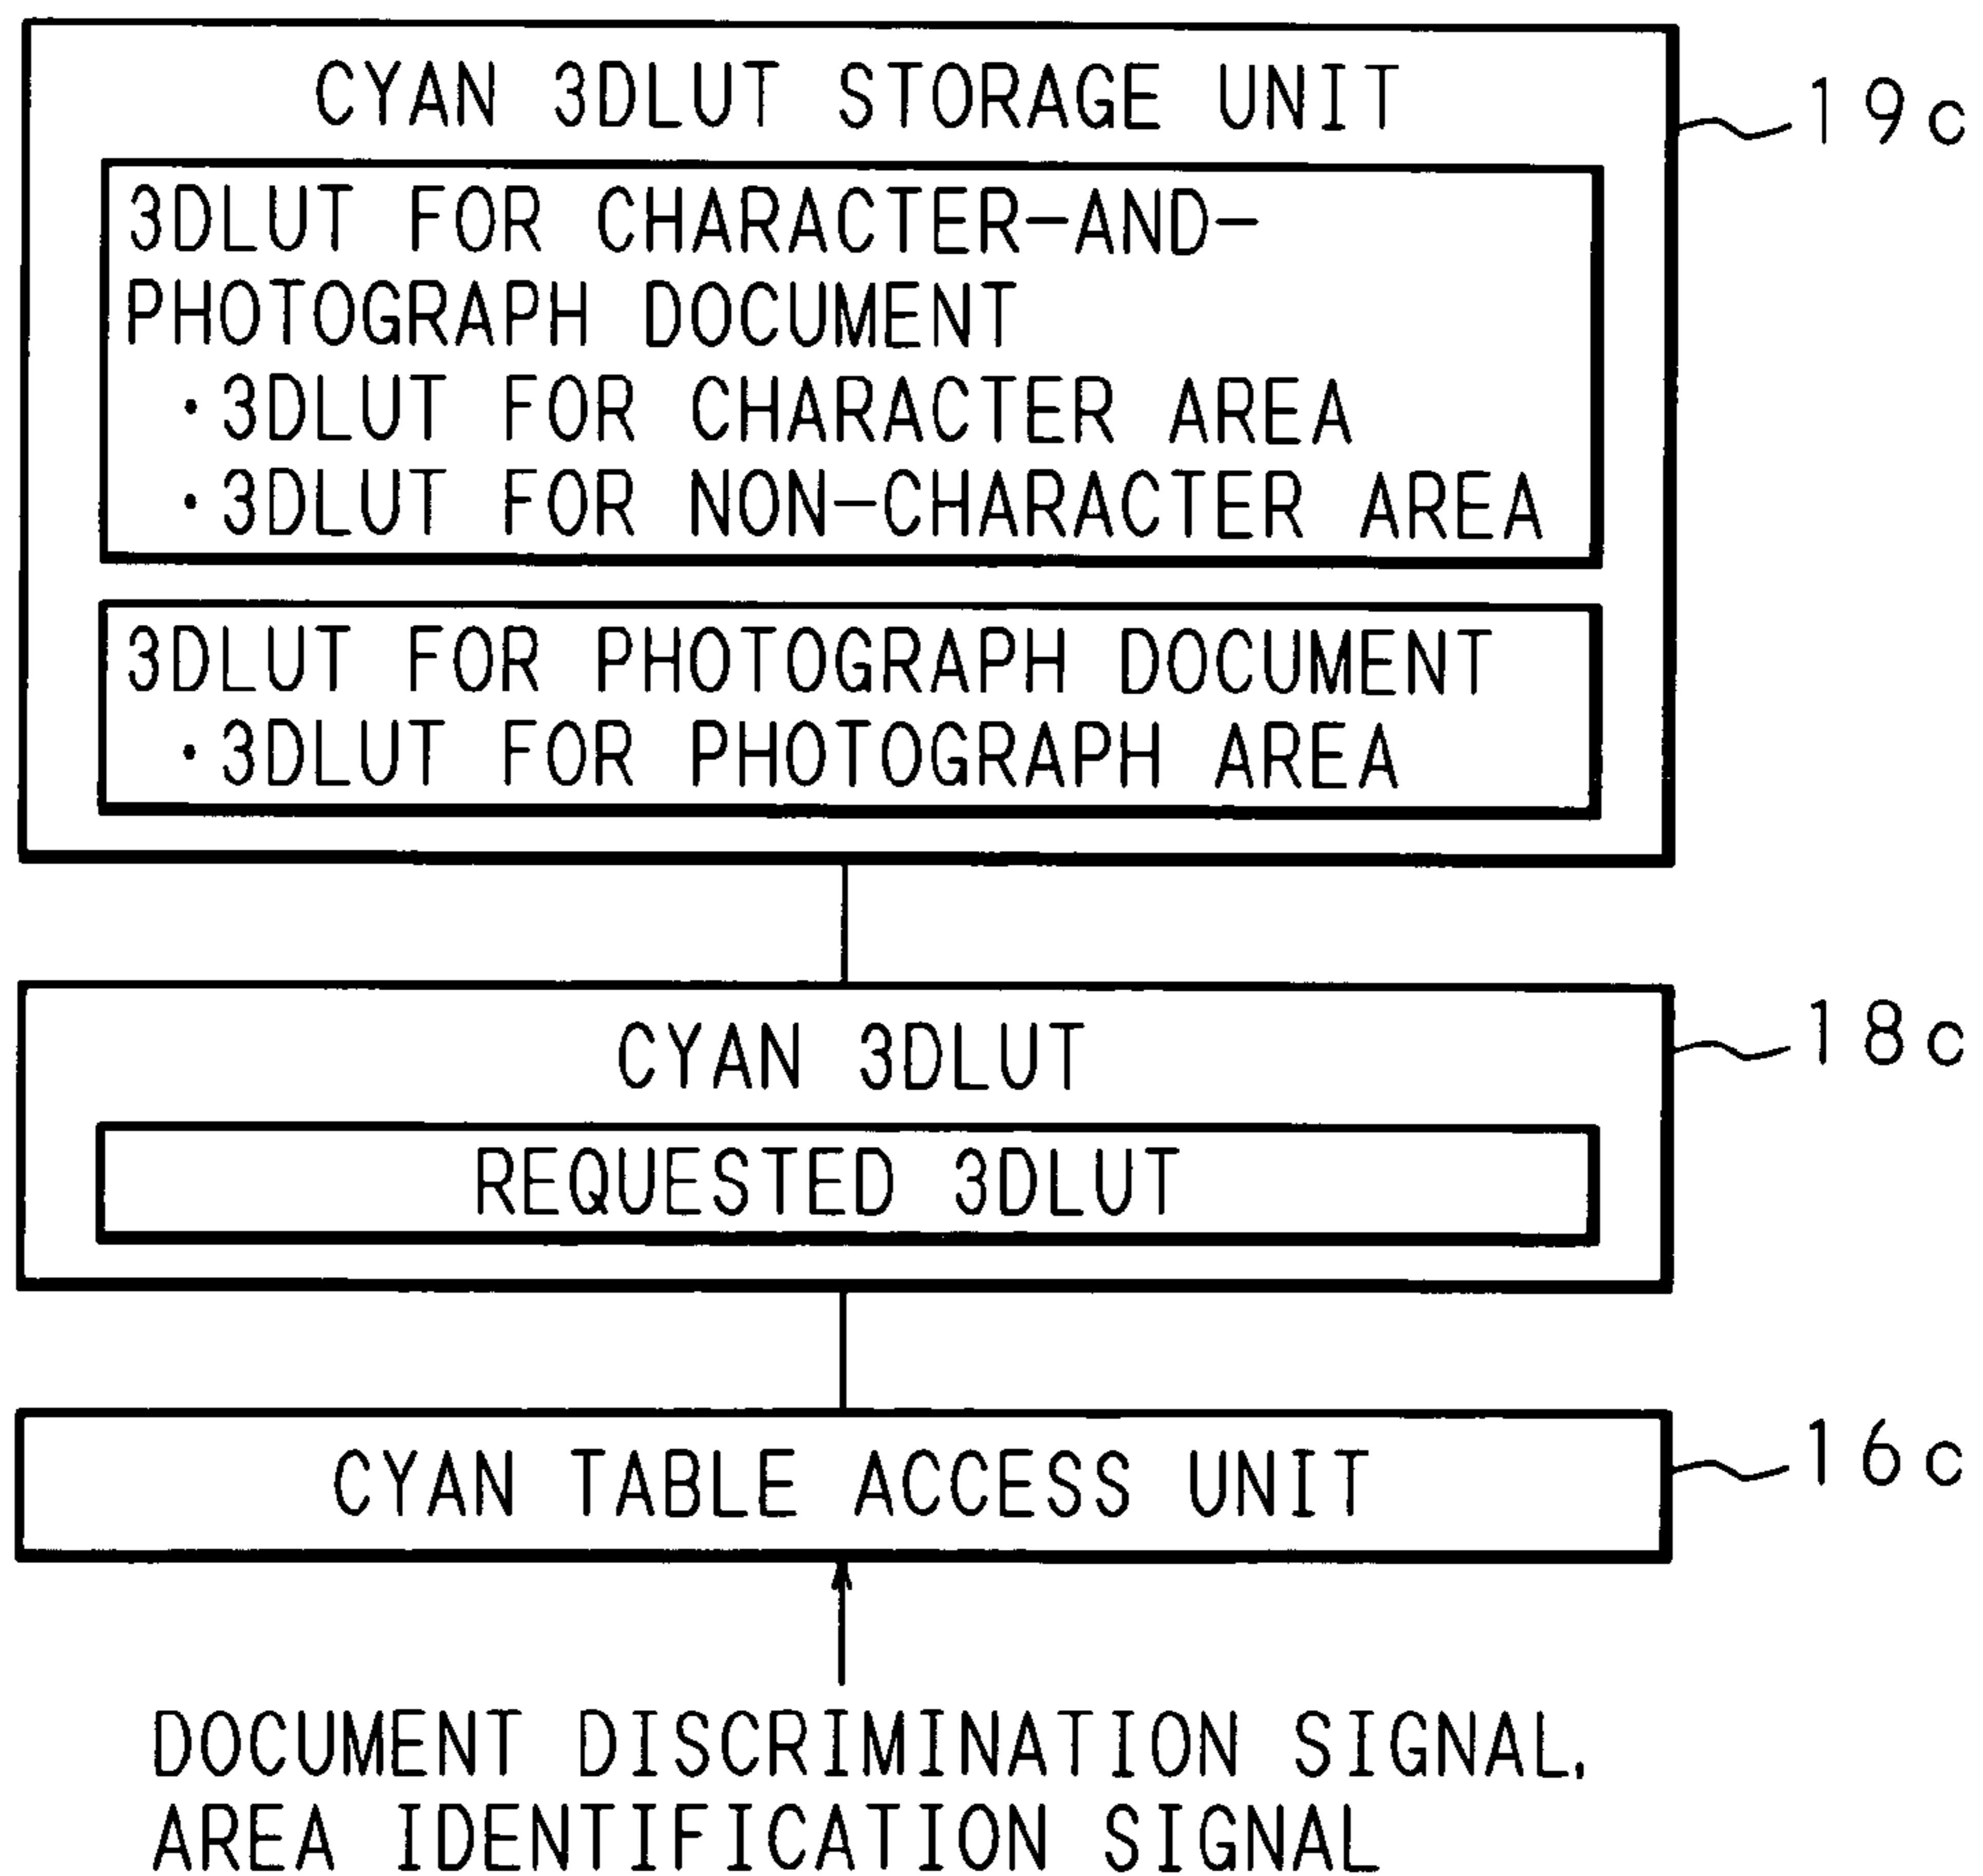 CYAN 3DLUT STORAGE UNIT
19c
3DLUT FOR CHARACTER-AND-
PHOTOGRAPH DOCUMENT
・3DLUT FOR CHARACTER AREA
・3DLUT FOR NON-CHARACTER AREA
3DLUT FOR PHOTOGRAPH DOCUMENT
・3DLUT FOR PHOTOGRAPH AREA
CYAN 3DLUT
18c
REQUESTED 3DLUT
CYAN TABLE ACCESS UNIT
16c
DOCUMENT DISCRIMINATION SIGNAL,
AREA IDENTIFICATION SIGNAL